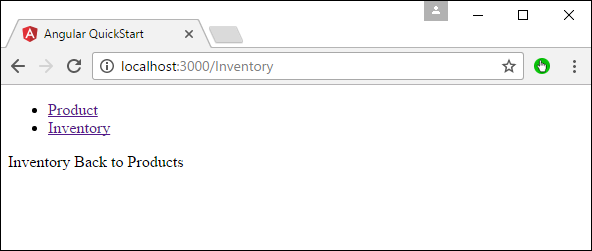 Angular QuickStart
localhost:3000/Inventory
Product
Inventory
Inventory Back to Products